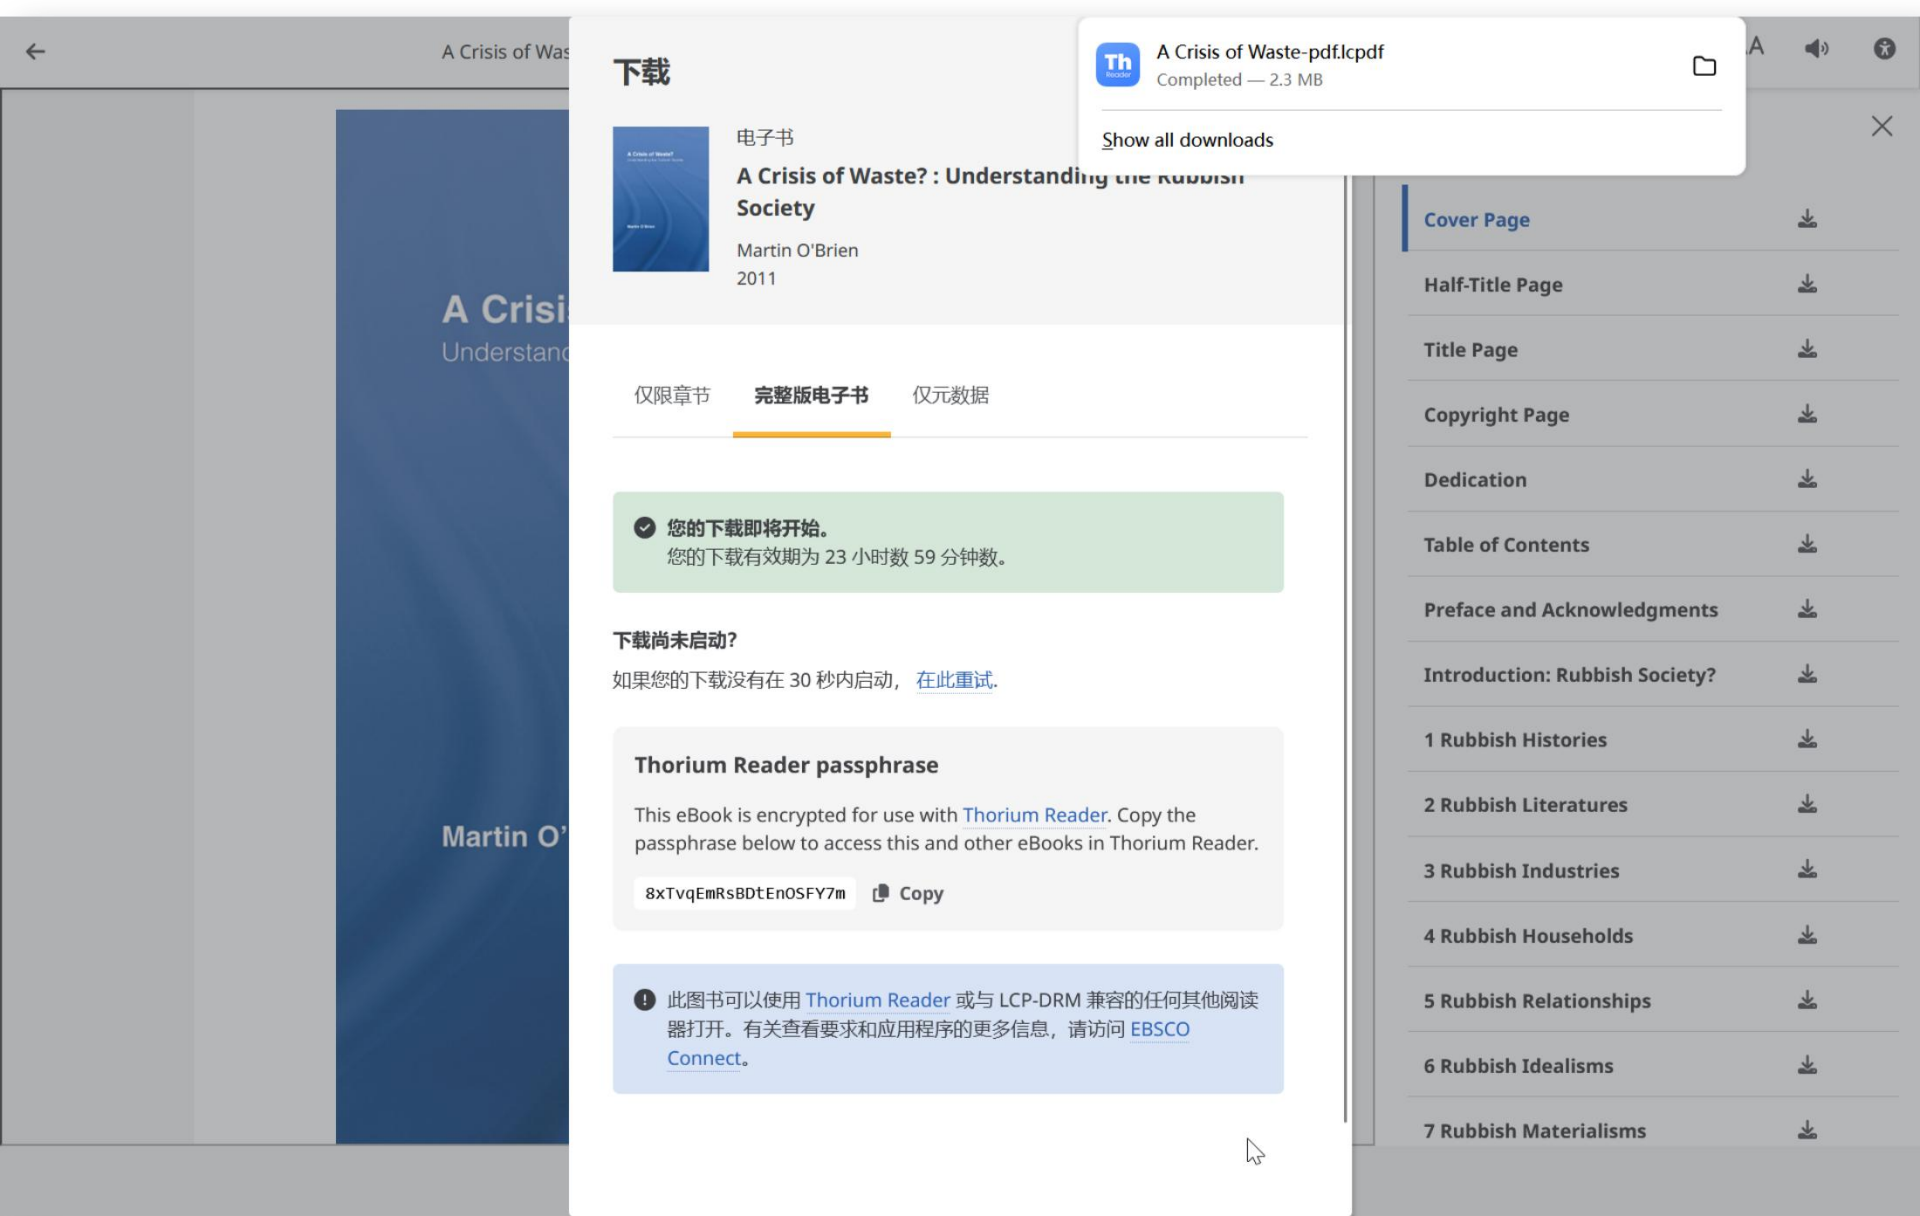 A Crisis of Was
下载
Th
Reader
A Crisis of Waste-pdf.lcpdf
Completed — 2.3 MB
Show all downloads
A
A Crisis of Waste?
Martin O'Brien
电子书
A Crisis of Waste? : Understanding the Rubbish
Society
Martin O'Brien
2011
A Crisi
Understand
Martin O’
仅限章节
完整版电子书
仅元数据
您的下载即将开始。
您的下载有效期为 23 小时数 59 分钟数。
下载尚未启动?
如果您的下载没有在 30 秒内启动， 在此重试.
Thorium Reader passphrase
This eBook is encrypted for use with Thorium Reader. Copy the
passphrase below to access this and other eBooks in Thorium Reader.
8xTvqEmRsBDtEnOSFY7m
Copy
此图书可以使用 Thorium Reader 或与 LCP-DRM 兼容的任何其他阅读
器打开。有关查看要求和应用程序的更多信息，请访问 EBSCO
Connect。
Cover Page
Half-Title Page
Title Page
Copyright Page
Dedication
Table of Contents
Preface and Acknowledgments
Introduction: Rubbish Society?
1 Rubbish Histories
2 Rubbish Literatures
3 Rubbish Industries
4 Rubbish Households
5 Rubbish Relationships
6 Rubbish Idealisms
7 Rubbish Materialisms